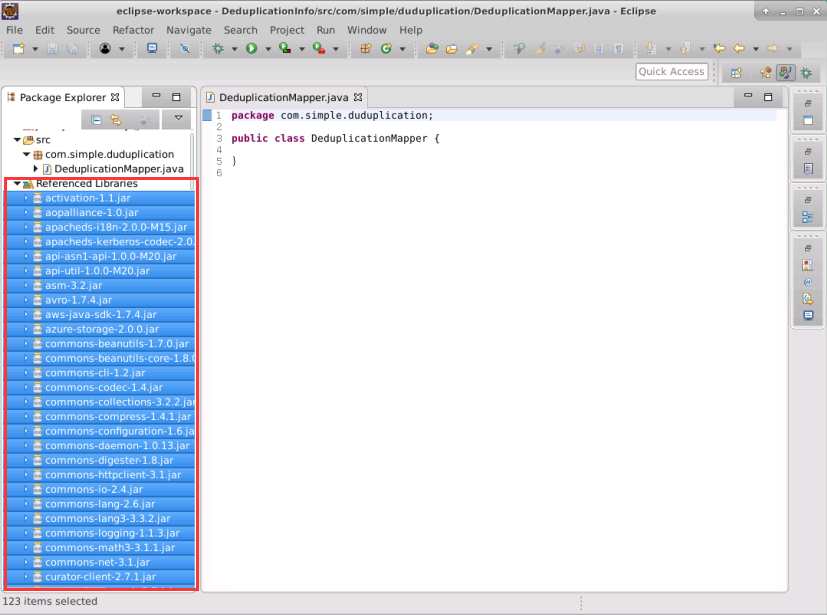 eclipse-workspace - DeduplicationInfo/src/com/simple/duduplication/DeduplicationMapper.java - Eclipse
File Edit Source Refactor Navigate Search Project Run Window Help
Quick Access
Package Explorer
src
com.simple.duduplication
DeduplicationMapper.java
Referenced Libraries
activation-1.1.jar
aopalliance-1.0.jar
apacheds-i18n-2.0.0-M15.jar
apacheds-kerberos-codec-2.0.
api-asn1-api-1.0.0-M20.jar
api-util-1.0.0-M20.jar
asm-3.2.jar
avro-1.7.4.jar
aws-java-sdk-1.7.4.jar
azure-storage-2.0.0.jar
commons-beanutils-1.7.0.jar
commons-beanutils-core-1.8.0
commons-cli-1.2.jar
commons-codec-1.4.jar
commons-collections-3.2.2.jar
commons-compress-1.4.1.jar
commons-configuration-1.6.ja
commons-daemon-1.0.13.jar
commons-digester-1.8.jar
commons-httpclient-3.1.jar
commons-io-2.4.jar
commons-lang-2.6.jar
commons-lang3-3.3.2.jar
commons-logging-1.1.3.jar
commons-math3-3.1.1.jar
commons-net-3.1.jar
curator-client-2.7.1.jar
DeduplicationMapper.java
1 package com.simple.duduplication;
2
3 public class DeduplicationMapper {
4
5 }
6
123 items selected